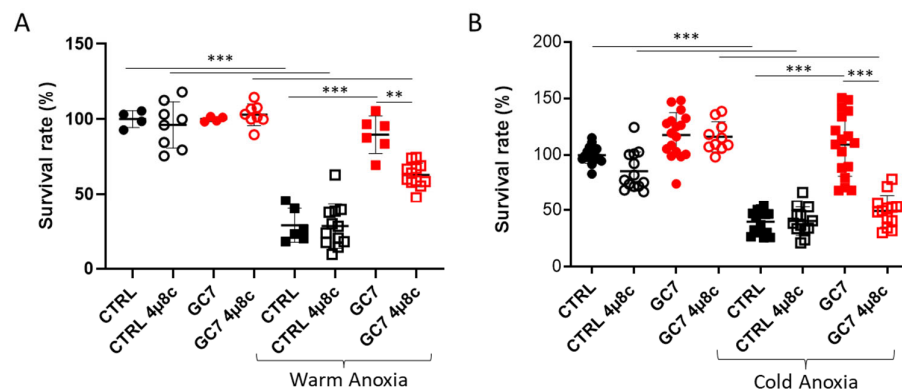 A
Survival rate (%)
150
100
50
0
***
***
**
CTRL
CTRL 4µ8c
GC7
GC7 4µ8c
CTRL
CTRL 4µ8c
GC7
GC7 4µ8c
Warm Anoxia
B
Survival rate (%)
200
150
100
50
0
***
***
***
CTRL
CTRL 4µ8c
GC7
GC7 4µ8c
CTRL
CTRL 4µ8c
GC7
GC7 4µ8c
Cold Anoxia